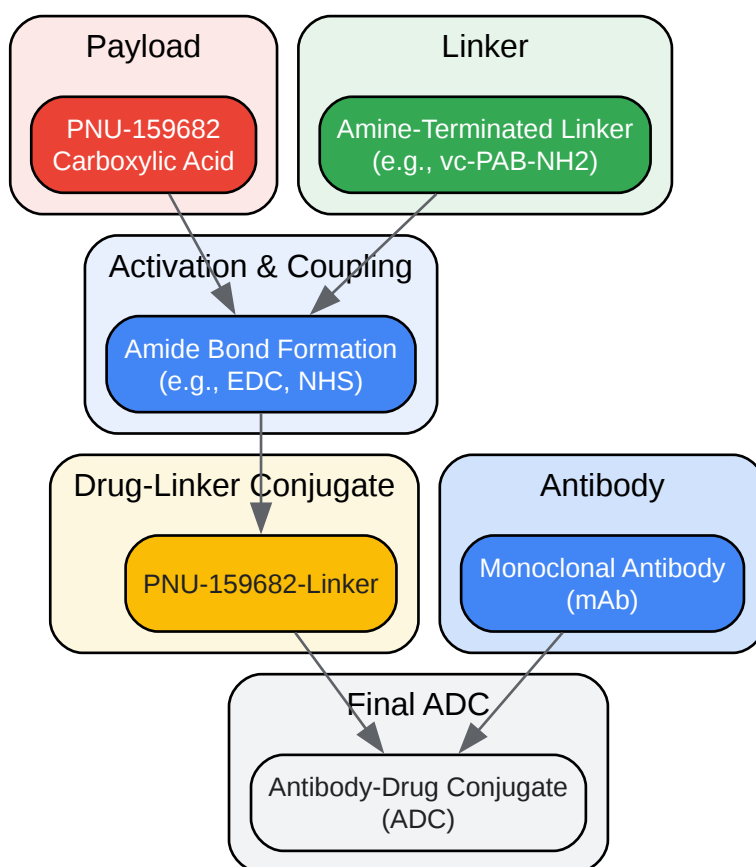 Payload
Linker
PNU-159682
Carboxylic Acid
Amine-Terminated Linker
(e.g., vc-PAB-NH2)
Activation & Coupling
Amide Bond Formation
(e.g., EDC, NHS)
Drug-Linker Conjugate
Antibody
PNU-159682-Linker
Monoclonal Antibody
(mAb)
Final ADC
Antibody-Drug Conjugate
(ADC)